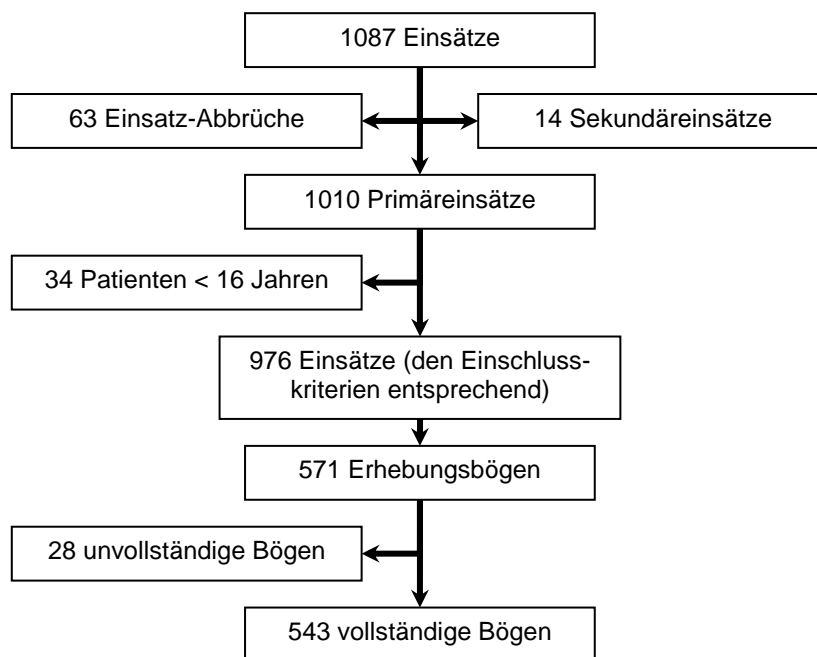 1087 Einsätze
63 Einsatz-Abbrüche
14 Sekundäreinsätze
1010 Primäreinsätze
34 Patienten < 16 Jahren
976 Einsätze (den Einschluss-
kriterien entsprechend)
571 Erhebungsbögen
28 unvollständige Bögen
543 vollständige Bögen